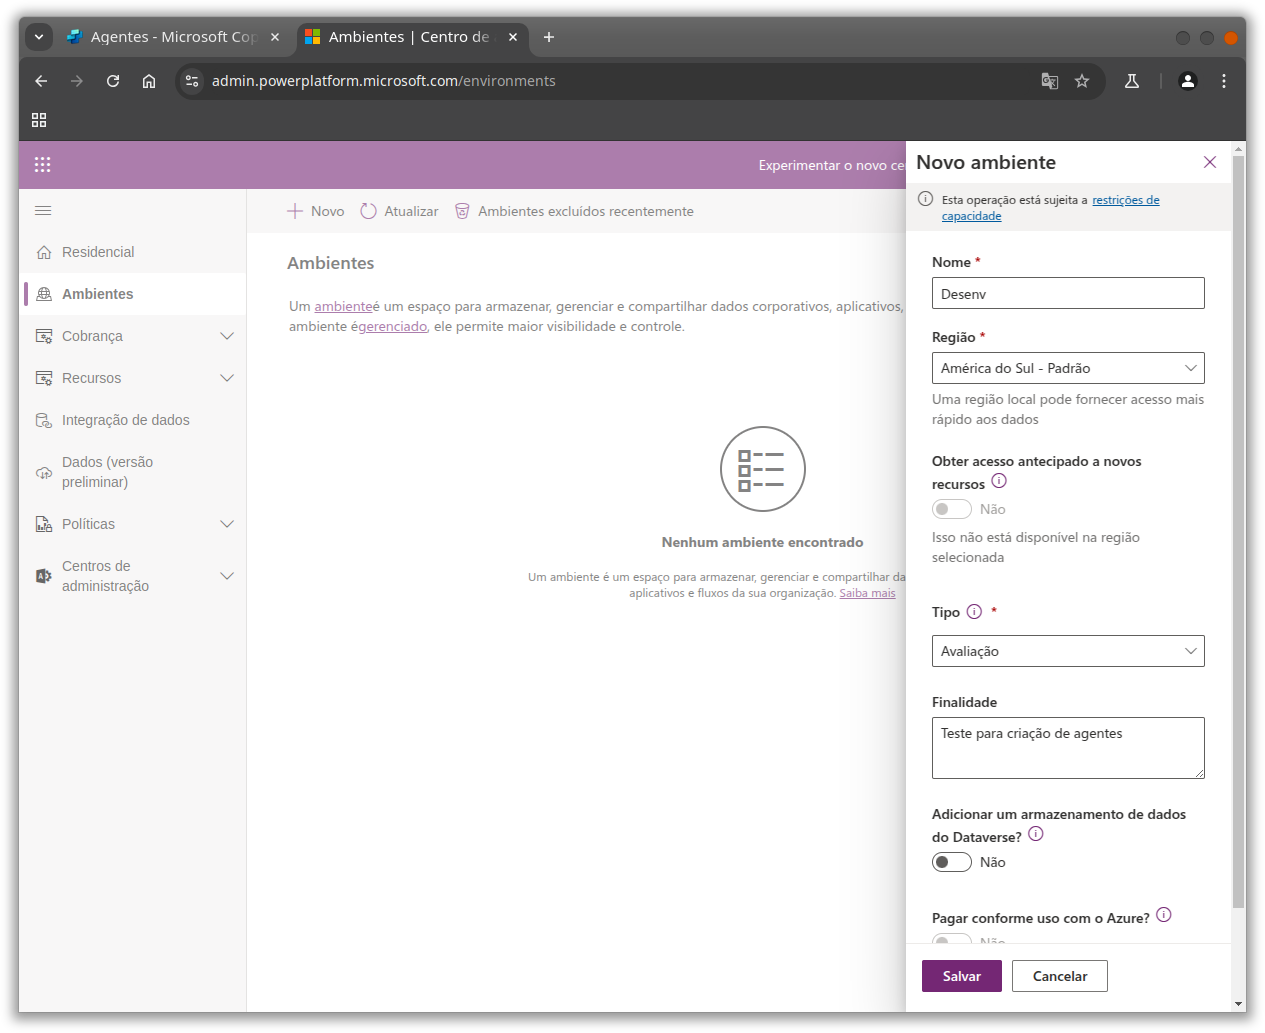 Agentes - Microsoft Cop
Ambientes | Centro de
admin.powerplatform.microsoft.com/environments
Experimentar o novo ce
Novo
Atualizar
Ambientes excluidos recentemente
Residencial
Ambientes
Cobrança
Recursos
Integração de dados
Dados (versão
preliminar)
Políticas
Centros de
administração
Ambientes
Um ambienteé um espaço para armazenar, gerenciar e compartilhar dados corporativos, aplicativos,
ambiente égerenciado, ele permite maior visibilidade e controle.
Nenhum ambiente encontrado
Um ambiente é um espaço para armazenar, gerenciar e compartilhar da
aplicativos e fluxos da sua organização. Saiba mais
Novo ambiente
Esta operação está sujeita a restrições de
capacidade
Nome *
Desenv
Região *
América do Sul - Padrão
Uma região local pode fornecer acesso mais
rápido aos dados
Obter acesso antecipado a novos
recursos
Não
Isso não está disponível na região
selecionada
Tipo *
Avaliação
Finalidade
Teste para criação de agentes
Adicionar um armazenamento de dados
do Dataverse?
Não
Pagar conforme uso com o Azure?
Não
Salvar
Cancelar